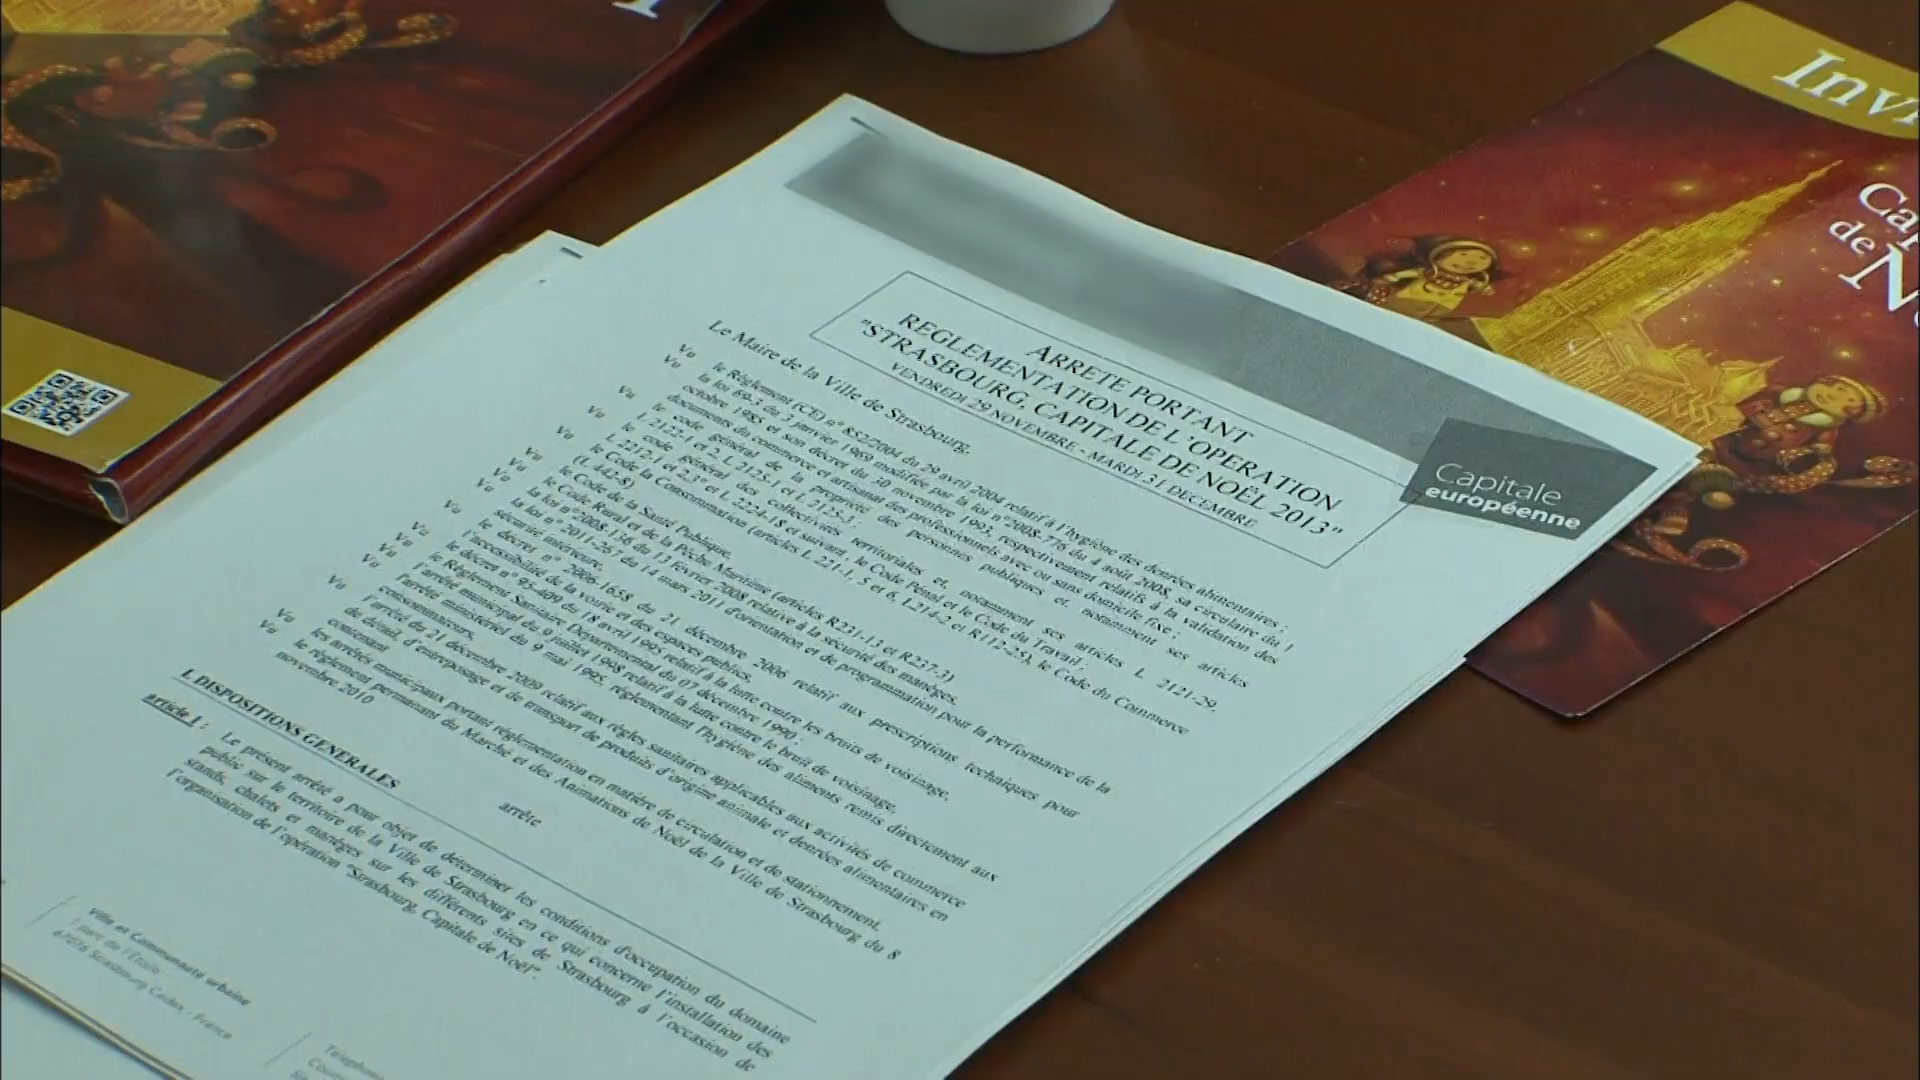 Inv
Ca
de N
Capitale
européenne
ARRETE PORTANT
REGLEMENTATION DE L'OPERATION
"STRASBOURG, CAPITALE DE NOËL 2013"
VENDREDI 29 NOVEMBRE - MARDI 31 DECEMBRE
Le Maire de la Ville de Strasbourg,
Vu le Règlement (CE) n° 852/2004 du 29 avril 2004 relatif à l'hygiène des denrées alimentaires ;
Vu la loi 69-3 du 3 janvier 1969 modifiée par la loi n°2008-776 du 4 août 2008, sa circulaire du 1
octobre 1985 et son décret du 30 novembre 1993, respectivement relatifs à la validation des
documents du commerce et artisanat des professionnels avec ou sans domicile fixe ;
Vu le code général de la propriété des personnes publiques et, notamment ses articles
L 2122-1 et 2, L 2125-1 et L 2125-3 ;
Vu le code général des collectivités territoriales et, notamment ses articles L 2121-29,
L 2212-1 et 2-3° et L 2224-18 et suivant, le Code Pénal et le Code du Travail,
Vu le Code la Consommation (articles L. 221-1, 5 et 6, L214-2 et R112-25), le Code du Commerce
(L 442-8)
Vu le Code de la Santé Publique,
Vu le Code Rural et de la Pêche Maritime (articles R231-13 et R237-3)
Vu la loi n°2008-136 du 13 février 2008 relative à la sécurité des manèges,
Vu la loi n° 2011-267 du 14 mars 2011 d'orientation et de programmation pour la performance de la
sécurité intérieure,
Vu le décret n° 2006-1658 du 21 décembre 2006 relatif aux prescriptions techniques pour
l'accessibilité de la voirie et des espaces publics,
Vu le décret n° 95-409 du 18 avril 1995 relatif à la lutte contre les bruits de voisinage,
Vu le Règlement Sanitaire Départemental du 07 décembre 1990 ;
Vu l'arrêté municipal du 9 juillet 1998 relatif à la lutte contre le bruit de voisinage,
Vu l'arrêté ministériel du 9 mai 1995, réglementant l'hygiène des aliments remis directement aux
consommateurs,
Vu l'arrêté du 21 décembre 2009 relatif aux règles sanitaires applicables aux activités de commerce
de détail, d'entreposage et de transport de produits d'origine animale et denrées alimentaires en
contenant
Vu les arrêtés municipaux portant réglementation en matière de circulation et de stationnement,
Vu le règlement permanent du Marché et des Animations de Noël de la Ville de Strasbourg du 8
novembre 2010
arrête
I. DISPOSITIONS GENERALES
article 1 : Le présent arrêté a pour objet de déterminer les conditions d'occupation du domaine
public sur le territoire de la Ville de Strasbourg en ce qui concerne l'installation des
stands, chalets et manèges sur les différents sites de Strasbourg à l'occasion de
l'organisation de l'opération "Strasbourg, Capitale de Noël".
Ville et Communauté urbaine
1 parc de l'Étoile
67076 Strasbourg Cedex - France
Téléphone